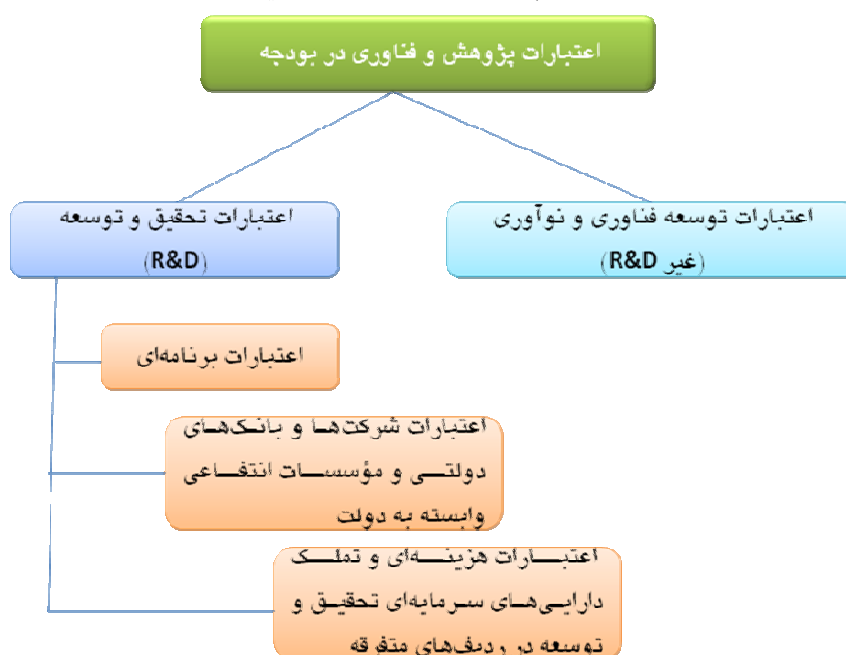 اعتبارات پژوهش و فناوری در بودجه
اعتبارات توسعه فناوری و نوآوری
(غیر R&D)
اعتبارات تحقیق و توسعه
(R&D)
اعتبارات برنامه‌ای
اعتبارات شرکت‌ها و بانک‌های
دولتی و مؤسسات انتفاعی
وابسته به دولت
اعتبارات هزینه‌ای و تملک
دارایی‌های سرمایه‌ای تحقیق و
توسعه در ردیف‌های متفرقه